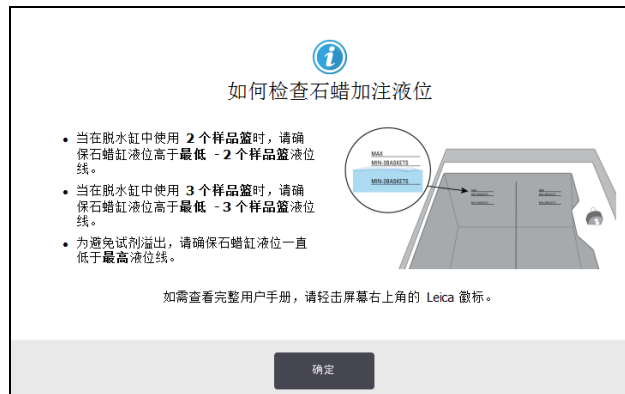 如何检查石蜡加注液位
• 当在脱水缸中使用 2 个样品篮时，请确
保石蜡缸液位高于最低 - 2 个样品篮液位
线。
• 当在脱水缸中使用 3 个样品篮时，请确
保石蜡缸液位高于最低 - 3 个样品篮液位
线。
• 为避免试剂溢出，请确保石蜡缸液位一直
低于最高液位线。
MAX
MIN-3BASKETS
MIN-2BASKETS
如需查看完整用户手册，请轻击屏幕右上角的 Leica 徽标。
确定